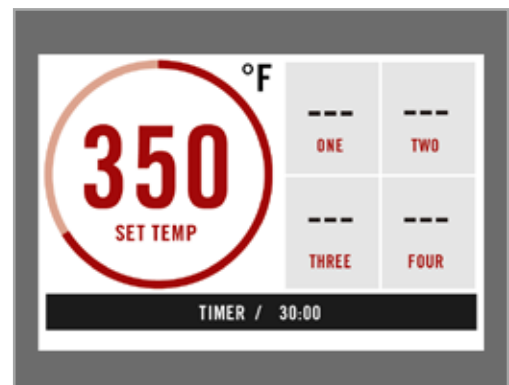 °F
350
SET TEMP
--- ---
ONE TWO
--- ---
THREE FOUR
TIMER / 30:00